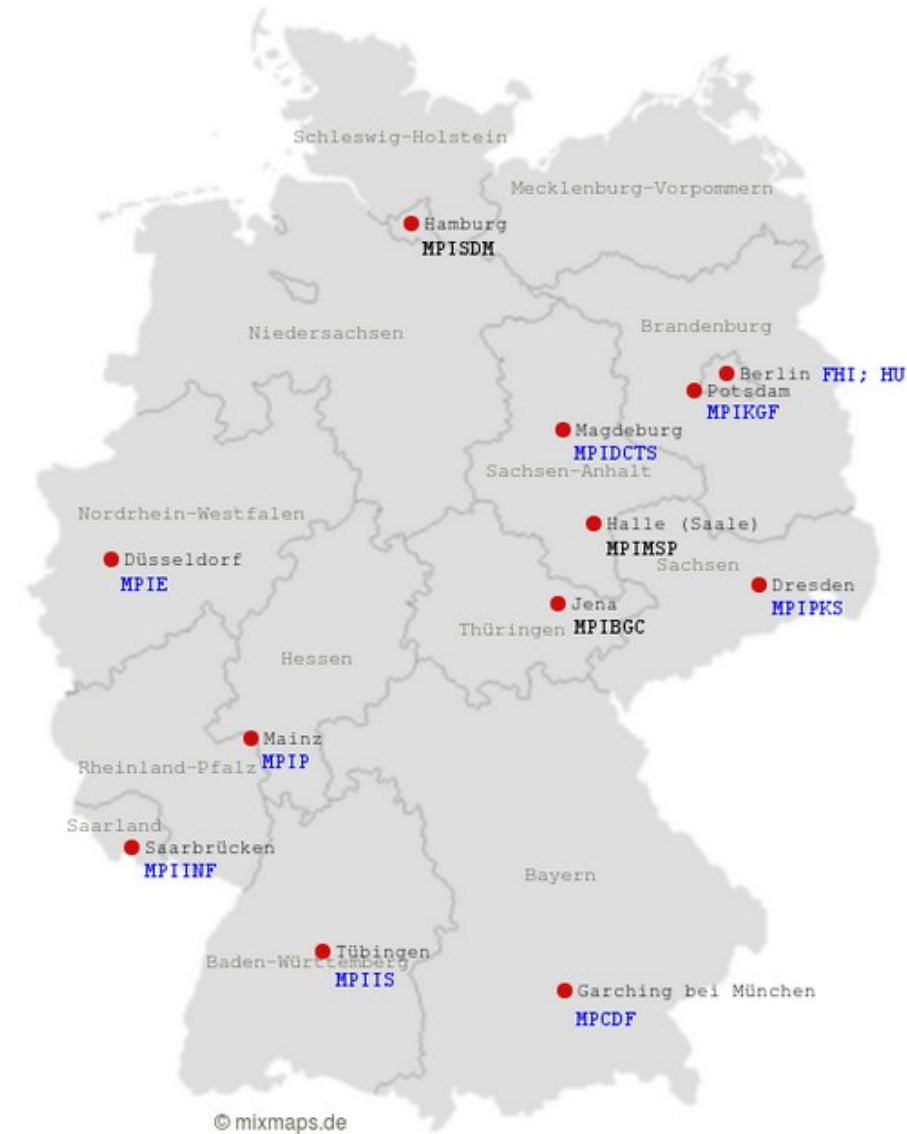 Schleswig-Holstein
Mecklenburg-Vorpommern
Hamburg
MPISDM
Niedersachsen
Brandenburg
Berlin FHI; HU
Potsdam
MPIKGF
Magdeburg
MPIDCTS
Sachsen-Anhalt
Nordrhein-Westfalen
Halle (Saale)
MPIMSP
Düsseldorf
MPIE
Sachsen
Dresden
MPIPKS
Jena
MPIBGC
Thüringen
Hessen
Mainz
MPIP
Rheinland-Pfalz
Saarland
Saarbrücken
MPIINF
Bayern
Tübingen
Baden-Württemberg
MPIIS
Garching bei München
MPCDF
© mixmaps.de